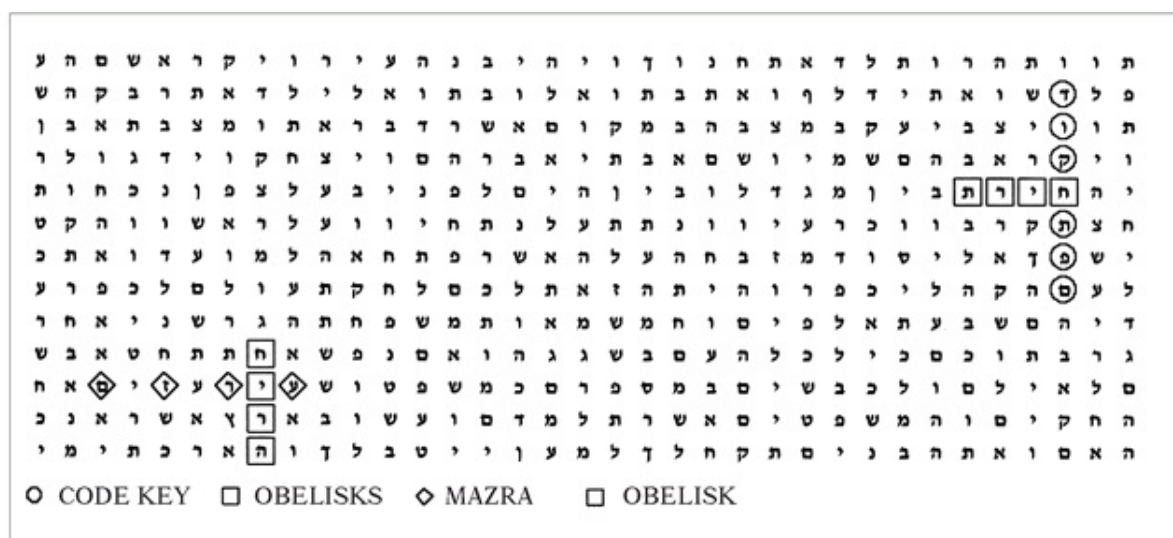 ת ו ו ת ה ר ו ת ל ד א ת ח נ ו ך ו י ה י ב נ ה ע י ר ו י ק ר א ש ם ה ע
פ ל ד ש ו א ת י ד ל ף ו א ת ב ת ו א ל ו ב ת ו א ל י ל ד א ת ר ב ק ה ש
ת ו ו י צ ב י ע ק ב מ צ ב ה ב מ ק ו ם א ש ר ד ב ר א ת ו מ צ ב ת א ב ן
ו י ק ר א ב ה ם ש מ י ו ש ם א ב ת י א ב ר ה ם ו י צ ח ק ו י ד ג ו ל ר
י ה ח י ר ת ב י ן מ ג ד ל ו ב י ן ה י ם ל פ נ י ב ע ל צ פ ן נ כ ח ו ת
ח צ ת ק ר ב ו ו כ ר ע י ו ו נ ת ת ע ל נ ת ח י ו ו ע ל ר א ש ו ו ה ק ט
י ש פ ך א ל י ס ו ד מ ז ב ח ה ע ל ה א ש ר פ ת ח א ה ל מ ו ע ד ו א ת כ
ל ע ם ה ק ה ל י כ פ ר ו ה י ת ה ז א ת ל כ ם ל ח ק ת ע ו ל ם ל כ פ ר ע
ד י ה ם ש ב ע ת א ל פ י ם ו ח מ ש מ א ו ת מ ש פ ח ת ה ג ר ש נ י א ח ר
ג ר ב ת ו כ ם כ י ל כ ל ה ע ם ב ש ג ג ה ו א ם נ פ ש א ח ת ת ח ט א ב ש
ם ל א י ל ם ו ל כ ב ש י ם ב מ ס פ ר ם כ מ ש פ ט ו ש ע י ר ע ז י ם א ח
ה ח ק י ם ו ה מ ש פ ט י ם א ש ר ת ל מ ד ם ו ע ש ו ב א ר ץ א ש ר א נ כ
ה א ם ו א ת ה ב נ י ם ת ק ח ל ך ל מ ע ן י י ט ב ל ך ו ה א ר כ ת י מ י
CODE KEY OBELISKS MAZRA OBELISK